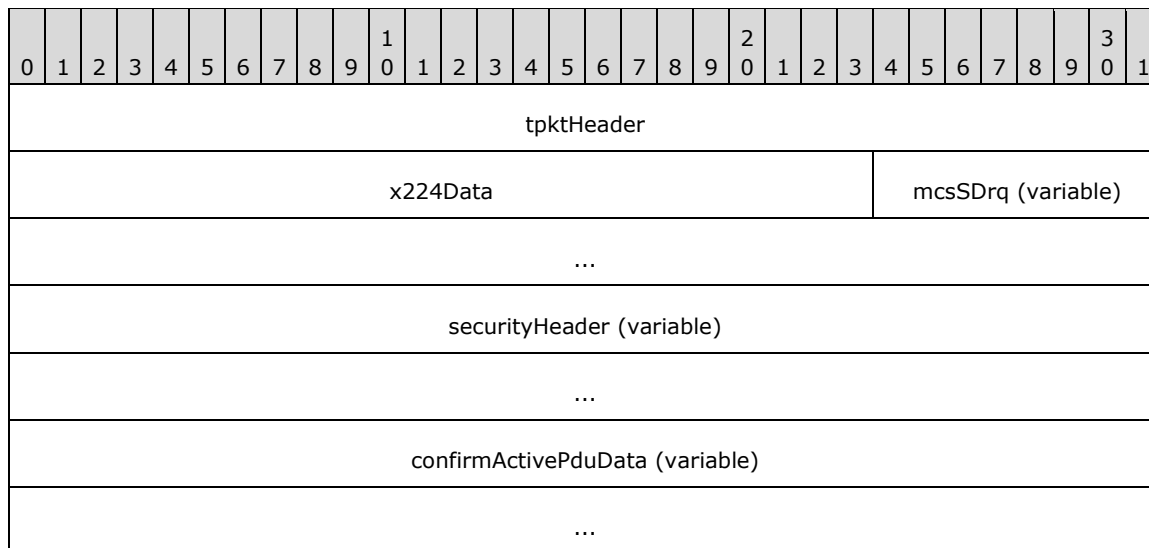 1 2 3
0 1 2 3 4 5 6 7 8 9 0 1 2 3 4 5 6 7 8 9 0 1 2 3 4 5 6 7 8 9 0 1
tpktHeader
x224Data mcsSDrq (variable)
...
securityHeader (variable)
...
confirmActivePduData (variable)
...